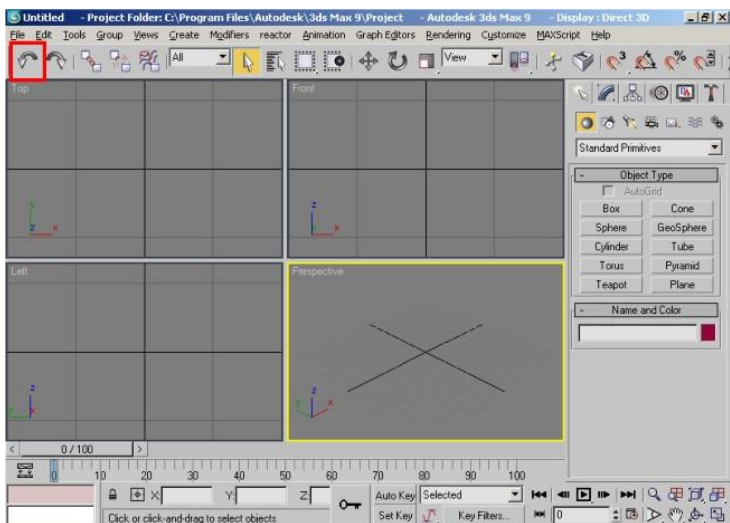 Untitled - Project Folder: C:\Program Files\Autodesk\3ds Max 9\Project - Autodesk 3ds Max 9 - Display : Direct 3D
File Edit Tools Group Views Create Modifiers reactor Animation Graph Editors Rendering Customize MAXScript Help
All View 3 %
Top Front
Standard Primitives
- Object Type
AutoGrid
Box Cone
Sphere GeoSphere
Cylinder Tube
Torus Pyramid
Teapot Plane
- Name and Color
y z x
z x
Left Perspective
z y
z y x
< 0 / 100 >
0 10 20 30 40 50 60 70 80 90 100
X: Y: Z: Auto Key Selected
Click or click-and-drag to select objects Set Key Key Filters... 0